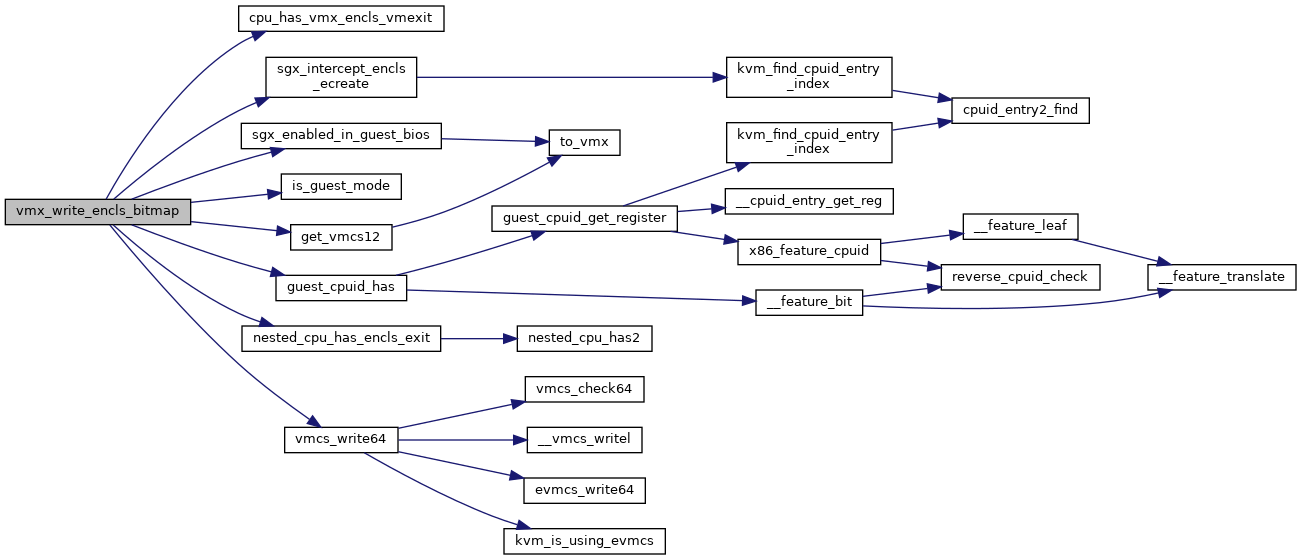 cpu_has_vmx_encls_vmexit
sgx_intercept_encls
_ecreate
kvm_find_cpuid_entry
_index
cpuid_entry2_find
sgx_enabled_in_guest_bios
to_vmx
kvm_find_cpuid_entry
_index
is_guest_mode
__cpuid_entry_get_reg
vmx_write_encls_bitmap
guest_cpuid_get_register
__feature_leaf
get_vmcs12
x86_feature_cpuid
guest_cpuid_has
reverse_cpuid_check
__feature_translate
__feature_bit
nested_cpu_has_encls_exit
nested_cpu_has2
vmcs_check64
vmcs_write64
__vmcs_writel
evmcs_write64
kvm_is_using_evmcs